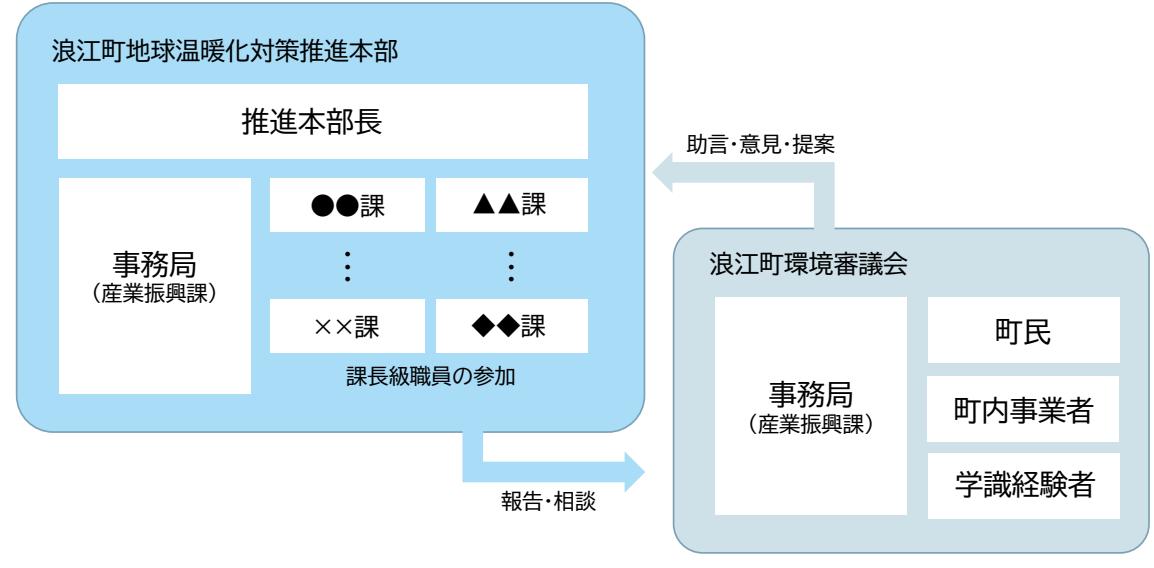 浪江町地球温暖化対策推進本部
推進本部長
事務局
(産業振興課)
●●課
▲▲課
⋮
⋮
××課
◆◆課
課長級職員の参加
助言・意見・提案
報告・相談
浪江町環境審議会
事務局
(産業振興課)
町民
町内事業者
学識経験者